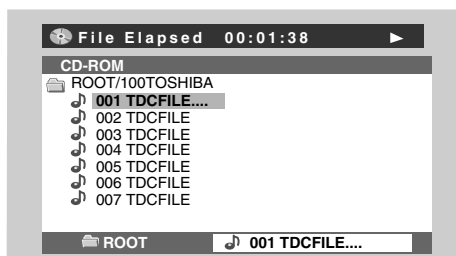 File Elapsed 00:01:38
CD-ROM
ROOT/100TOSHIBA
001 TDCFILE....
002 TDCFILE
003 TDCFILE
004 TDCFILE
005 TDCFILE
006 TDCFILE
007 TDCFILE
ROOT 001 TDCFILE....